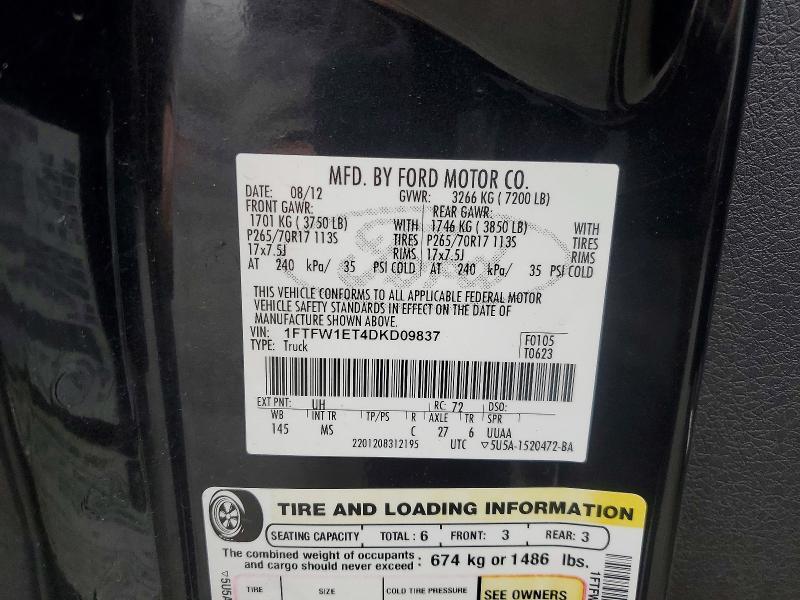 MFD. BY FORD MOTOR CO.
DATE: 08/12 GVWR: 3266 KG ( 7200 LB)
FRONT GAWR: REAR GAWR:
1701 KG ( 3750 LB) WITH 1746 KG ( 3850 LB) WITH
P265/70R17 113S TIRES P265/70R17 113S TIRES
17x7.5J RIMS 17x7.5J RIMS
AT 240 kPa/ 35 PSI COLD AT 240 kPa/ 35 PSI COLD
Ford
THIS VEHICLE CONFORMS TO ALL APPLICABLE FEDERAL MOTOR
VEHICLE SAFETY STANDARDS IN EFFECT ON THE DATE OF
MANUFACTURE SHOWN ABOVE.
VIN: 1FTFW1ET4DKD09837 F0105
TYPE: Truck T0623
EXT PNT: UH RC: 72 DSO:
WB INT TR TP/PS R AXLE TR SPR
145 MS C 27 6 UUAA
2201208312195 UTC ▽5U5A-1520472-BA
TIRE AND LOADING INFORMATION
SEATING CAPACITY TOTAL : 6 FRONT: 3 REAR: 3
The combined weight of occupants
and cargo should never exceed : 674 kg or 1486 lbs.
TIRE SIZE COLD TIRE PRESSURE SEE OWNERS
▽5U5A
1FTFW